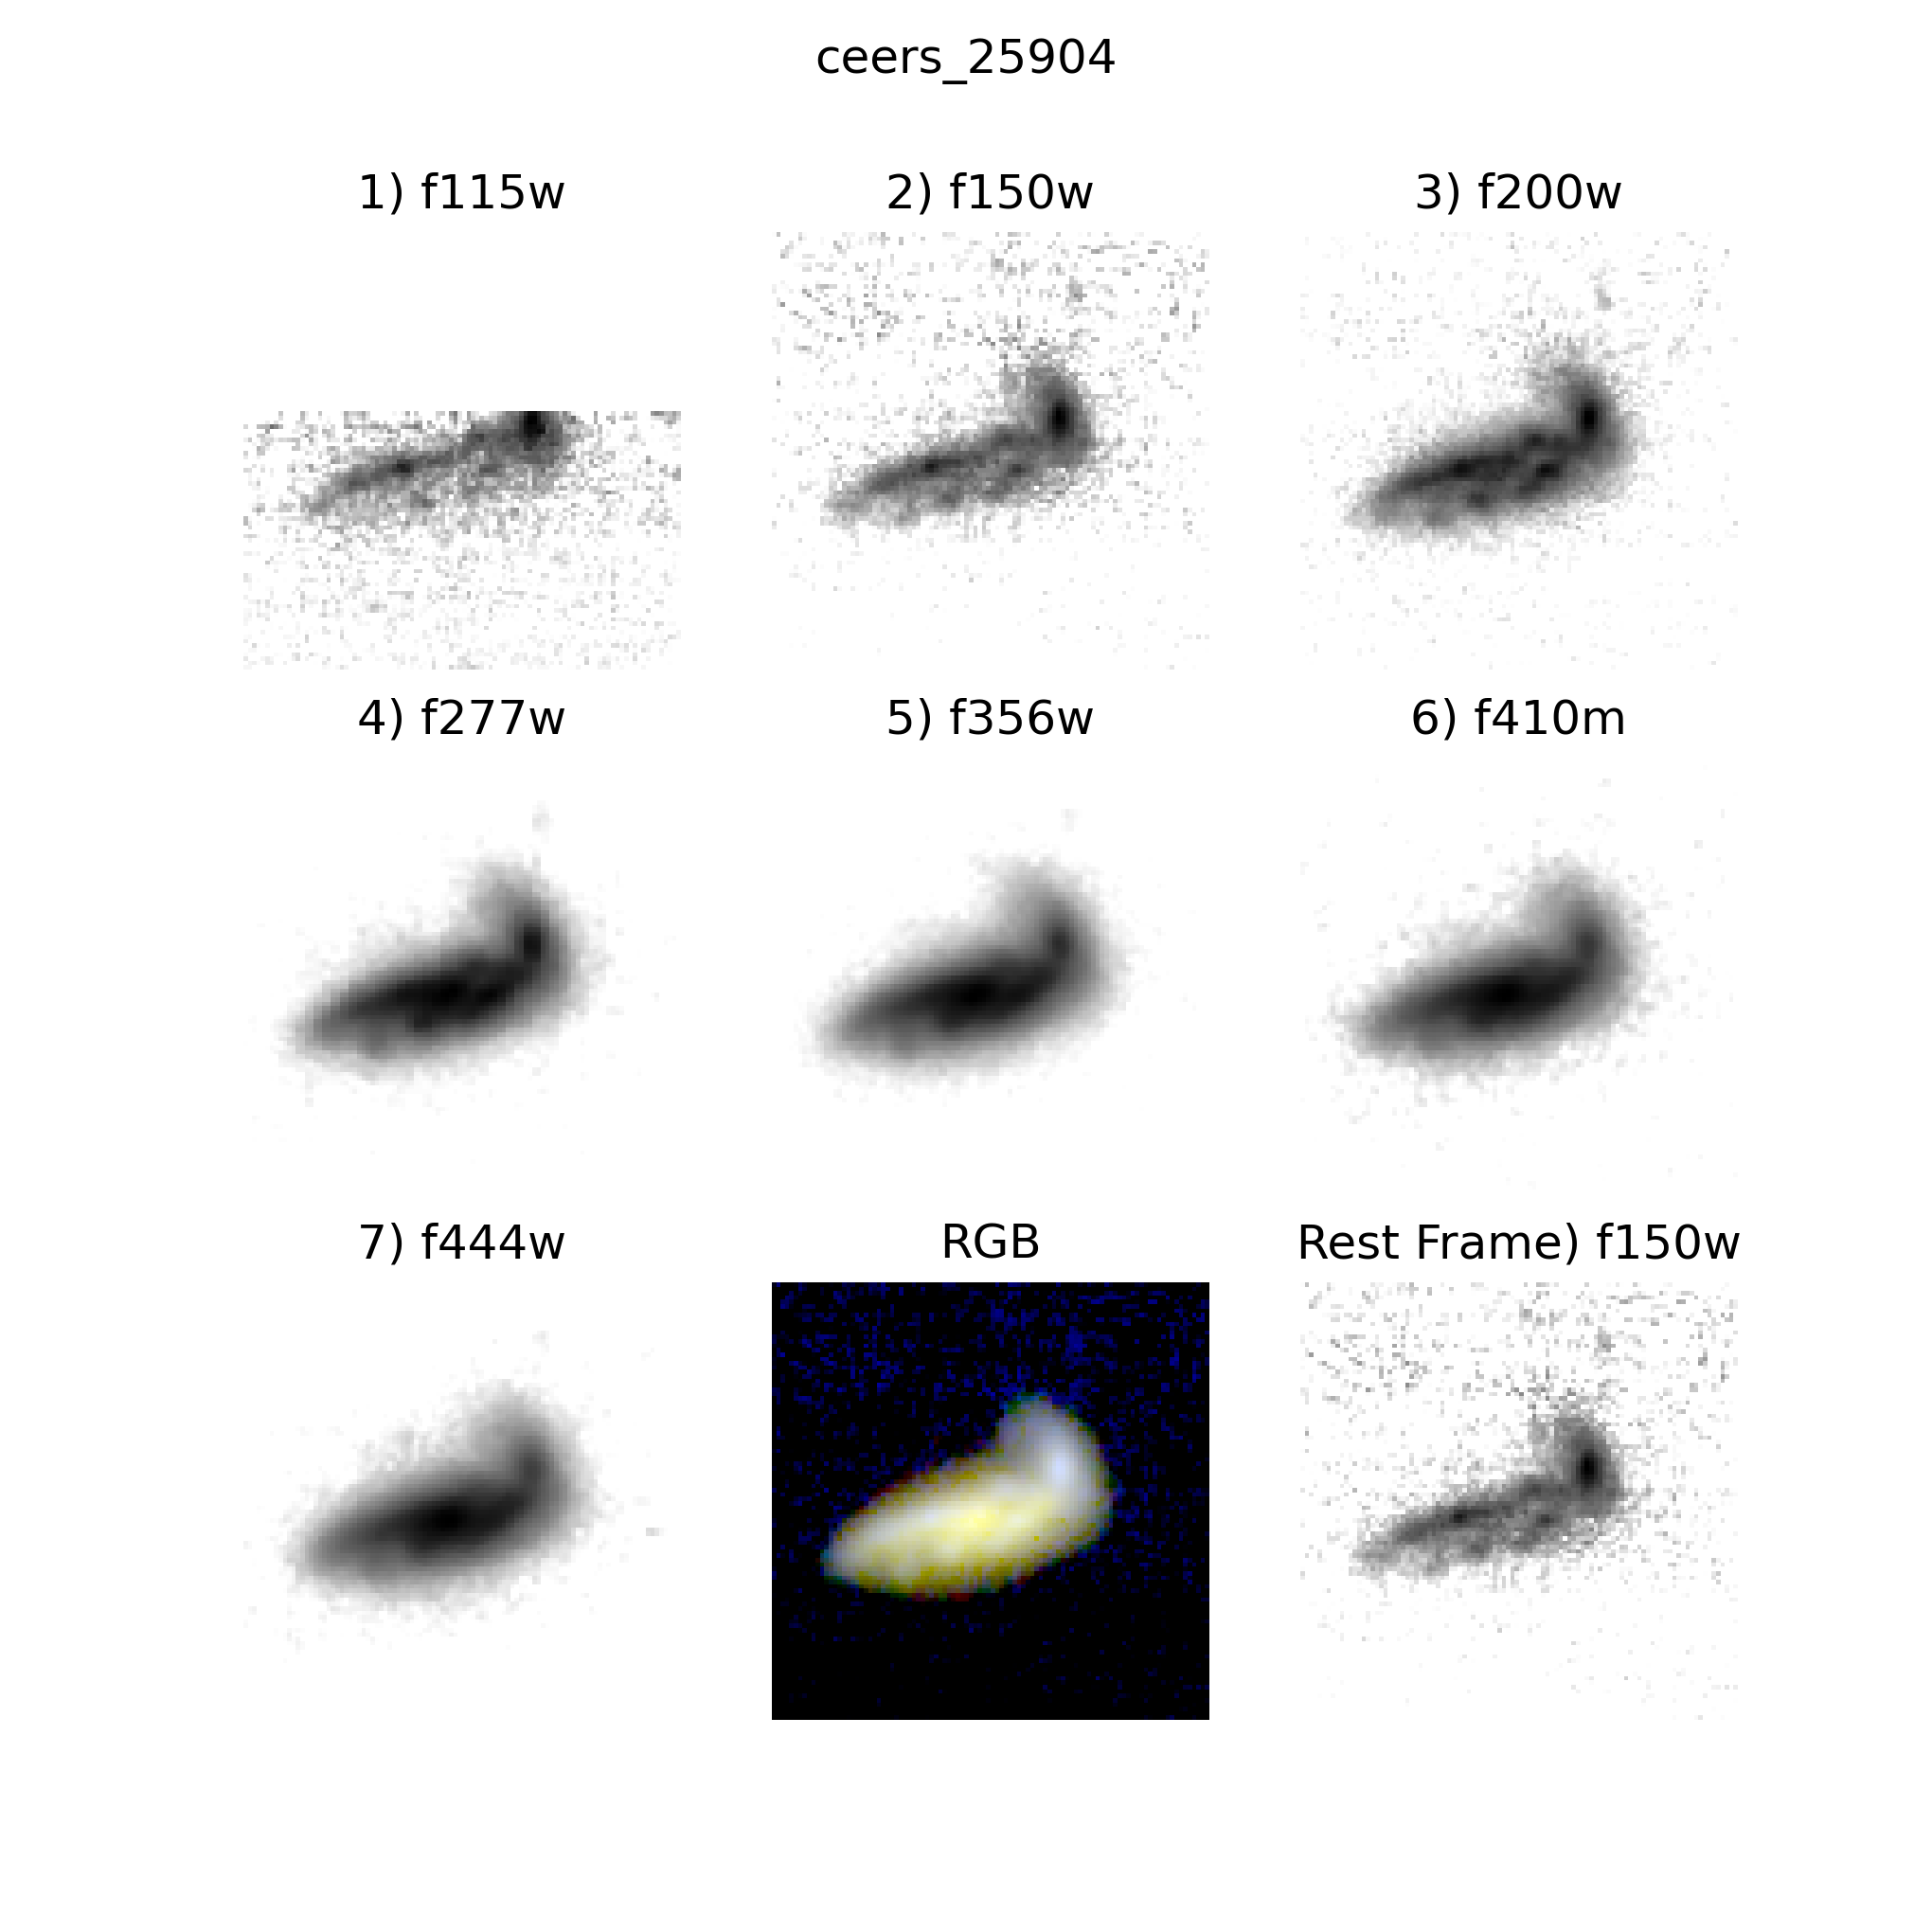 ceers_25904
1) f115w
2) f150w
3) f200w
4) f277w
5) f356w
6) f410m
7) f444w
RGB
Rest Frame) f150w